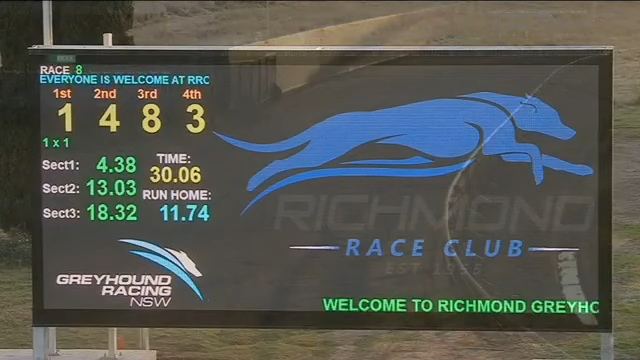 RACE 8
EVERYONE IS WELCOME AT RRC
1st 2nd 3rd 4th
1 4 8 3
1 x 1
Sect1: 4.38
Sect2: 13.03
Sect3: 18.32
TIME:
30.06
RUN HOME:
11.74
GREYHOUND
RACING
NSW
RICHMOND
RACE CLUB
WELCOME TO RICHMOND GREYHO